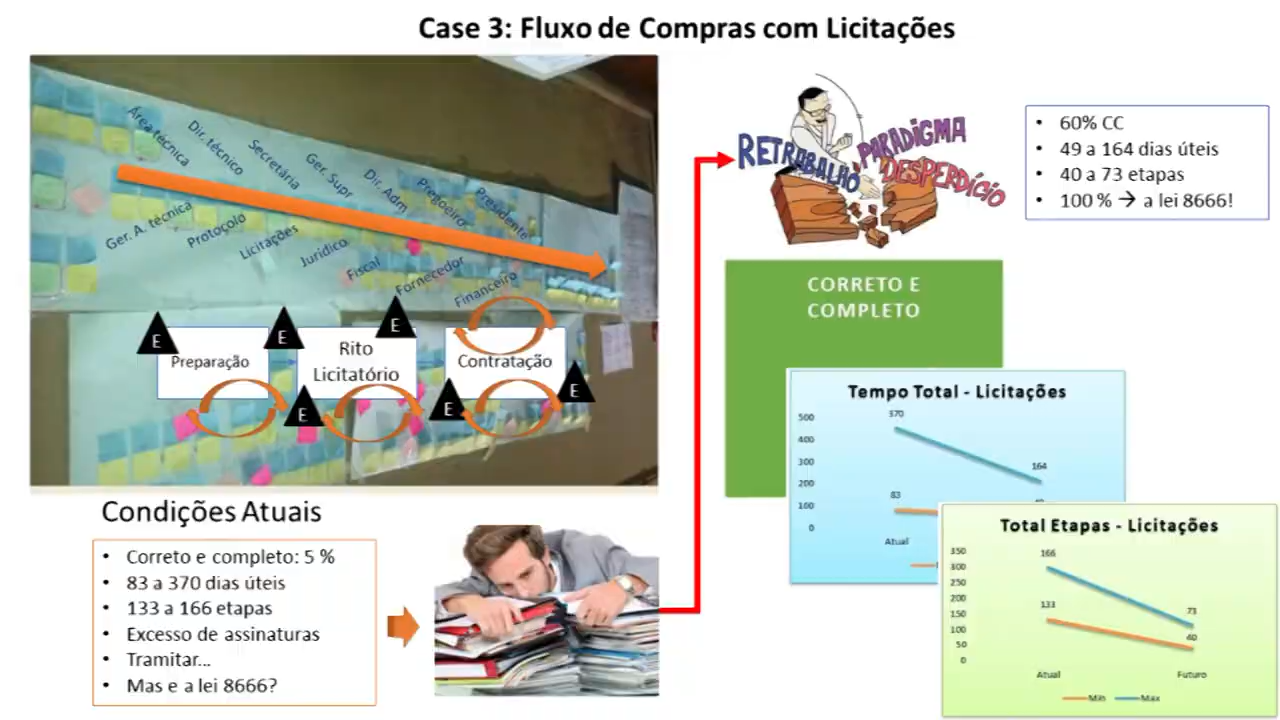 Case 3: Fluxo de Compras com Licitações
Área técnica
Dir. técnico
Secretária
Ger. Supr
Dir. Adm
Pregoeiro
Presidente
Ger. A. técnica
Protocolo
Licitações
Jurídico
Fiscal
Fornecedor
Financeiro
E
E
E
Preparação
Rito
Licitatório
Contratação
E
E
E
Condições Atuais
• Correto e completo: 5 %
• 83 a 370 dias úteis
• 133 a 166 etapas
• Excesso de assinaturas
• Tramitar...
• Mas e a lei 8666?
RETRABALHO
PARADIGMA
DESPERDÍCIO
• 60% CC
• 49 a 164 dias úteis
• 40 a 73 etapas
• 100 % → a lei 8666!
CORRETO E
COMPLETO
Tempo Total - Licitações
500
400
300
200
100
0
370
164
83
Atual
Total Etapas - Licitações
350
300
250
200
150
100
50
0
166
133
73
40
Atual
Futuro
Min
Max